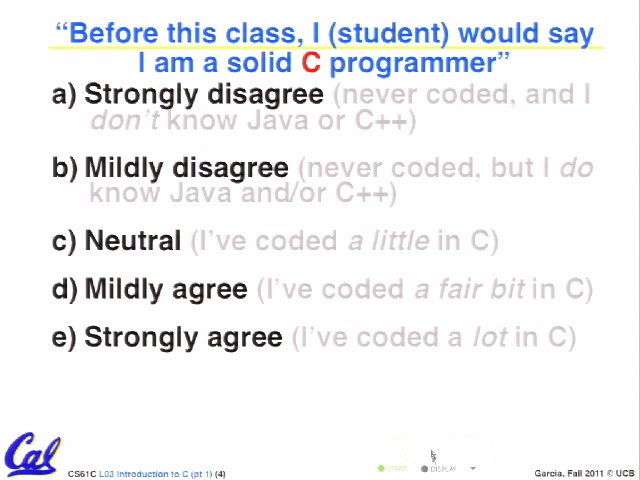 “Before this class, I (student) would say
I am a solid C programmer”
a) Strongly disagree (never coded, and I
don’t know Java or C++)
b) Mildly disagree (never coded, but I do
know Java and/or C++)
c) Neutral (I’ve coded a little in C)
d) Mildly agree (I’ve coded a fair bit in C)
e) Strongly agree (I’ve coded a lot in C)
Cal
CS61C L03 Introduction to C (pt 1) (4)
START DISPLAY
Garcia, Fall 2011 © UCB